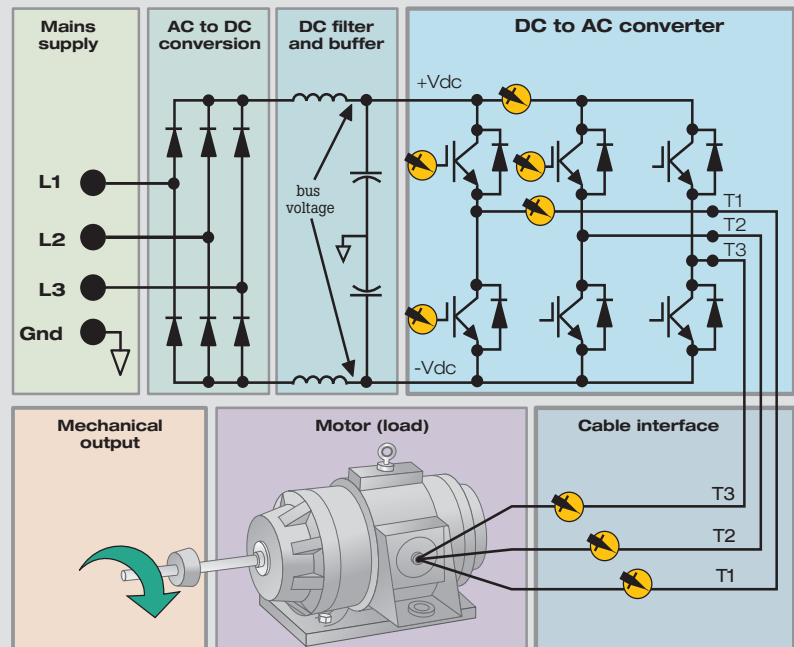 Mains
supply
AC to DC
conversion
DC filter
and buffer
DC to AC converter
+Vdc
L1
L2
L3
Gnd
bus
voltage
T1
T2
T3
-Vdc
Mechanical
output
Motor (load)
Cable interface
T3
T2
T1